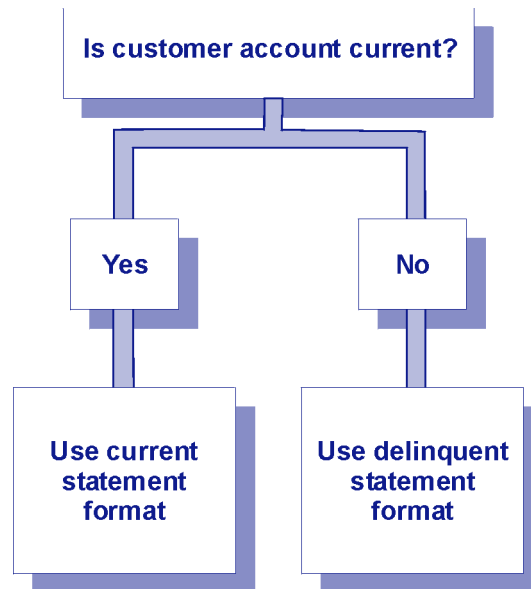 Is customer account current?
Yes
No
Use current
statement
format
Use delinquent
statement
format